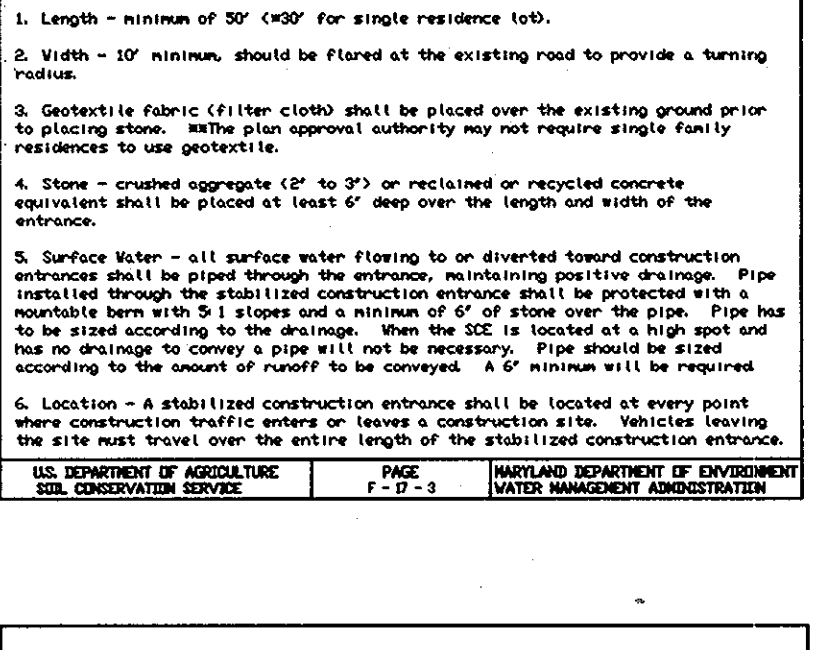 1. Length - minimum of 50' (*30' for single residence lot).
2. Width - 10' minimum, should be flared at the existing road to provide a turning
radius.
3. Geotextile fabric (filter cloth) shall be placed over the existing ground prior
to placing stone. **The plan approval authority may not require single family
residences to use geotextile.
4. Stone - crushed aggregate (2" to 3") or reclaimed or recycled concrete
equivalent shall be placed at least 6" deep over the length and width of the
entrance.
5. Surface Water - all surface water flowing to or diverted toward construction
entrances shall be piped through the entrance, maintaining positive drainage. Pipe
installed through the stabilized construction entrance shall be protected with a
mountable berm with 5:1 slopes and a minimum of 6" of stone over the pipe. Pipe has
to be sized according to the drainage. When the SCE is located at a high spot and
has no drainage to convey a pipe will not be necessary. Pipe should be sized
according to the amount of runoff to be conveyed. A 6" minimum will be required.
6. Location - A stabilized construction entrance shall be located at every point
where construction traffic enters or leaves a construction site. Vehicles leaving
the site must travel over the entire length of the stabilized construction entrance.
U.S. DEPARTMENT OF AGRICULTURE PAGE MARYLAND DEPARTMENT OF ENVIRONMENT
SOIL CONSERVATION SERVICE F - 17 - 3 WATER MANAGEMENT ADMINISTRATION